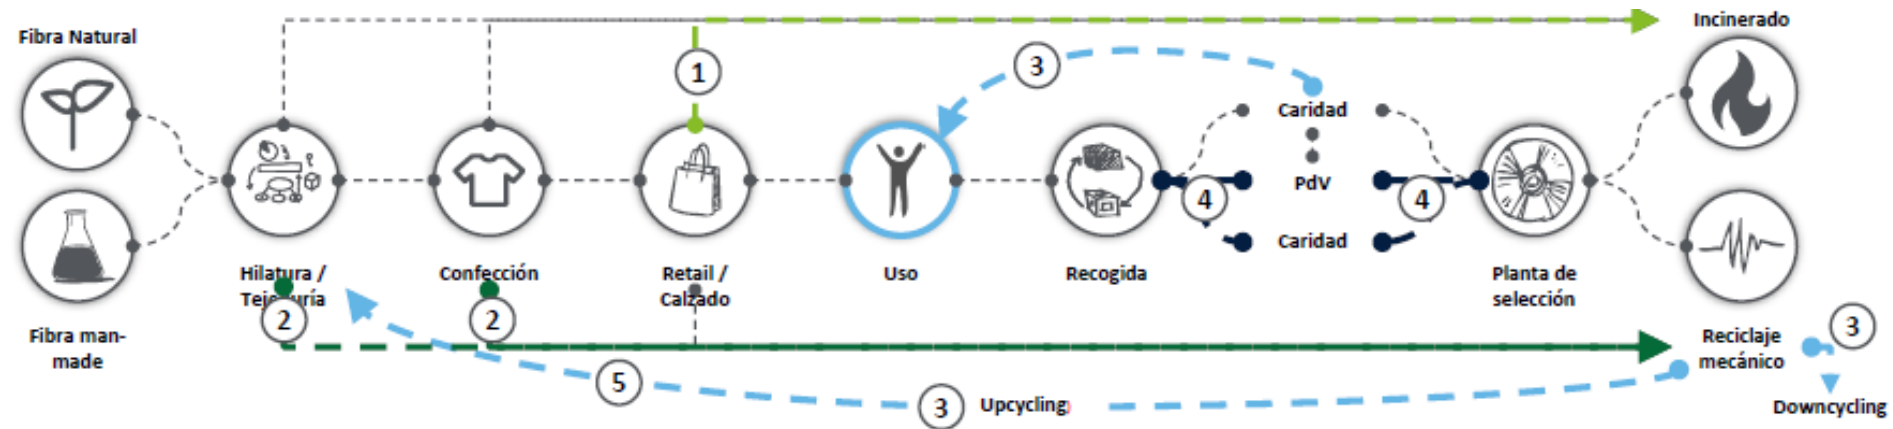 Incinerado
Fibra Natural
1
3
Caridad
PdV
4
4
Caridad
Hilatura /
Tejeduría
Confección
Retail /
Calzado
Uso
Recogida
Planta de
selección
2
2
Fibra man-
made
Reciclaje
mecánico
3
5
3
Upcycling)
Downcycling